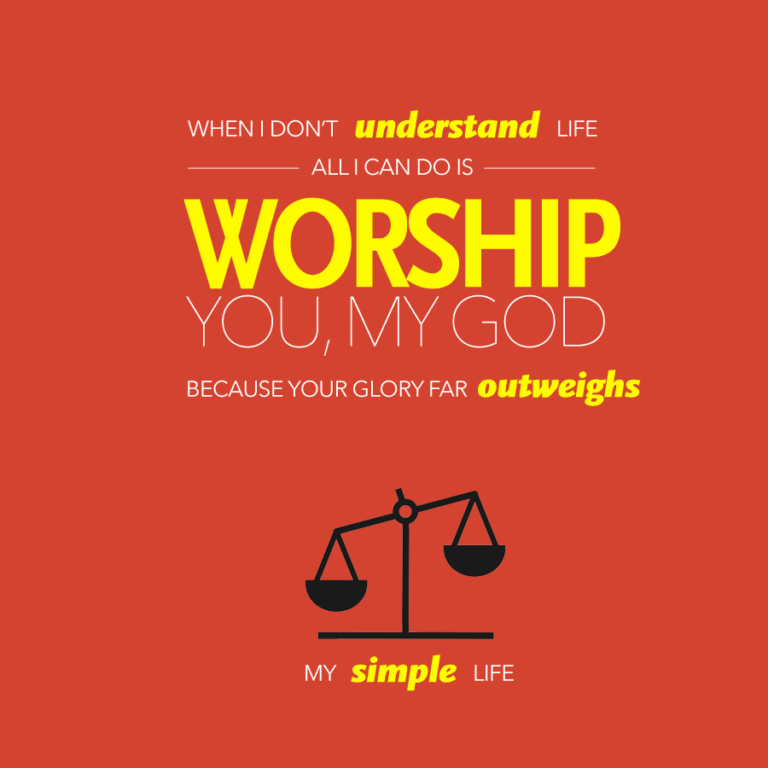 WHEN I DON'T understand LIFE
ALL I CAN DO IS
WORSHIP
YOU, MY GOD
BECAUSE YOUR GLORY FAR outweighs
MY simple LIFE